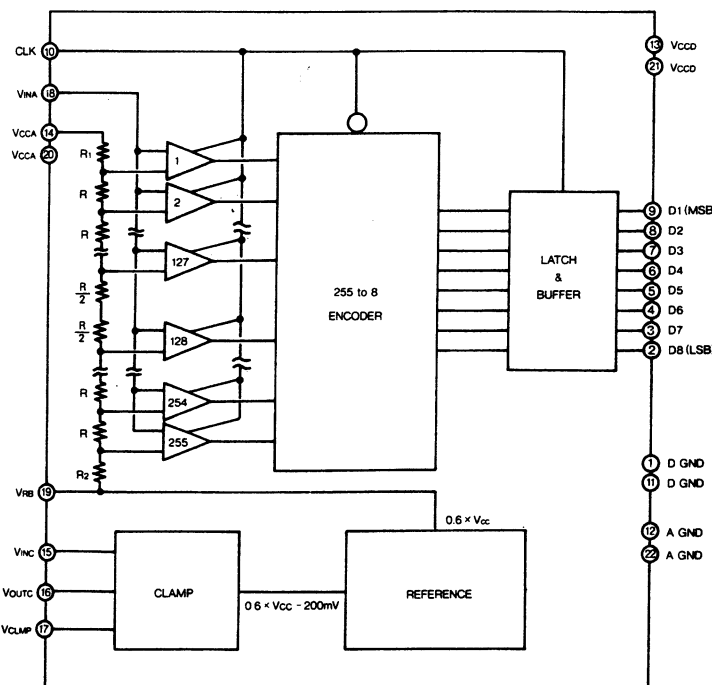 CLK 10
VINA 18
VCCA 14
VCCA 20
R1
R
R
R
2
R
2
R
R
R2
VRB 19
VINC 15
VOUTC 16
VCLMP 17
1
2
127
128
254
255
255 to 8
ENCODER
LATCH
&
BUFFER
13 VCCD
21 VCCD
9 D1 (MSB
8 D2
7 D3
6 D4
5 D5
4 D6
3 D7
2 D8 (LSB)
1 D GND
11 D GND
12 A GND
22 A GND
0.6 × VCC
CLAMP
0 6 × VCC - 200mV
REFERENCE